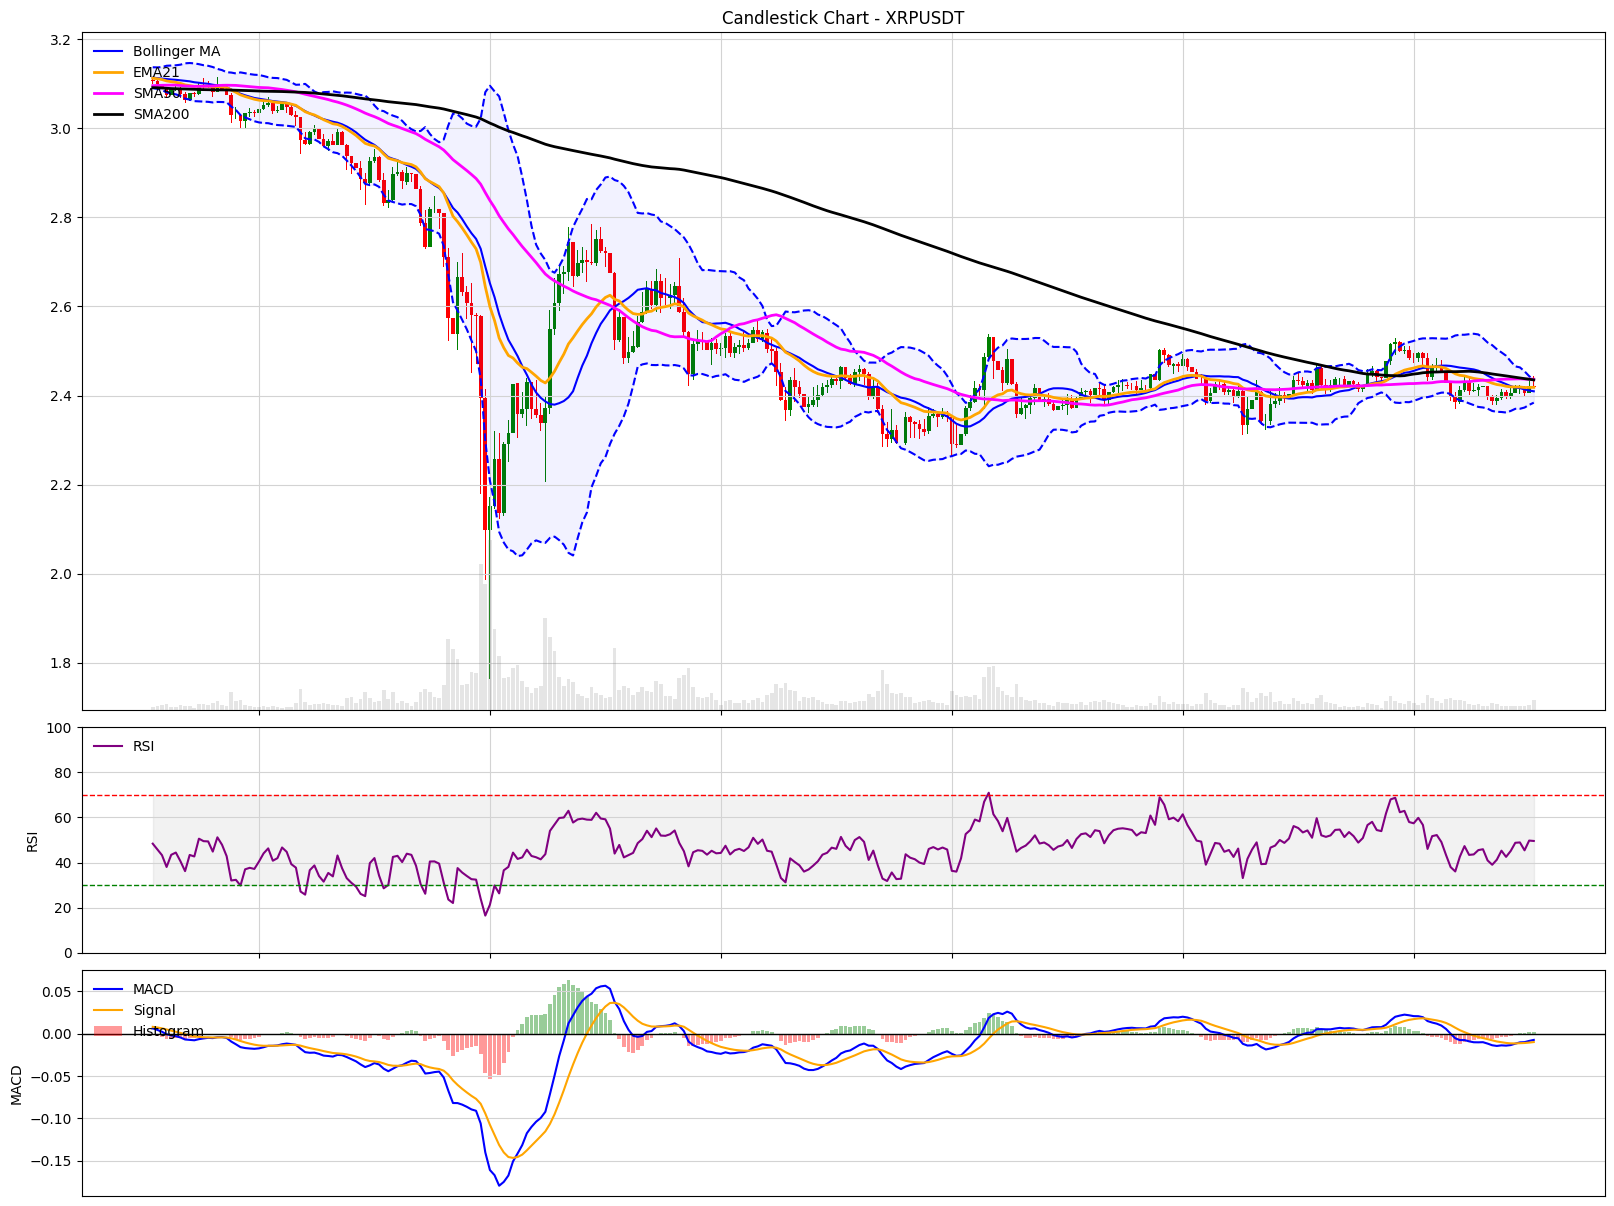 Candlestick Chart - XRPUSDT
3.2
3.0
2.8
2.6
2.4
2.2
2.0
1.8
Bollinger MA
EMA21
SMA50
SMA200
100
80
60
40
20
0
RSI
RSI
0.05
0.00
−0.05
−0.10
−0.15
MACD
MACD
Signal
Histogram